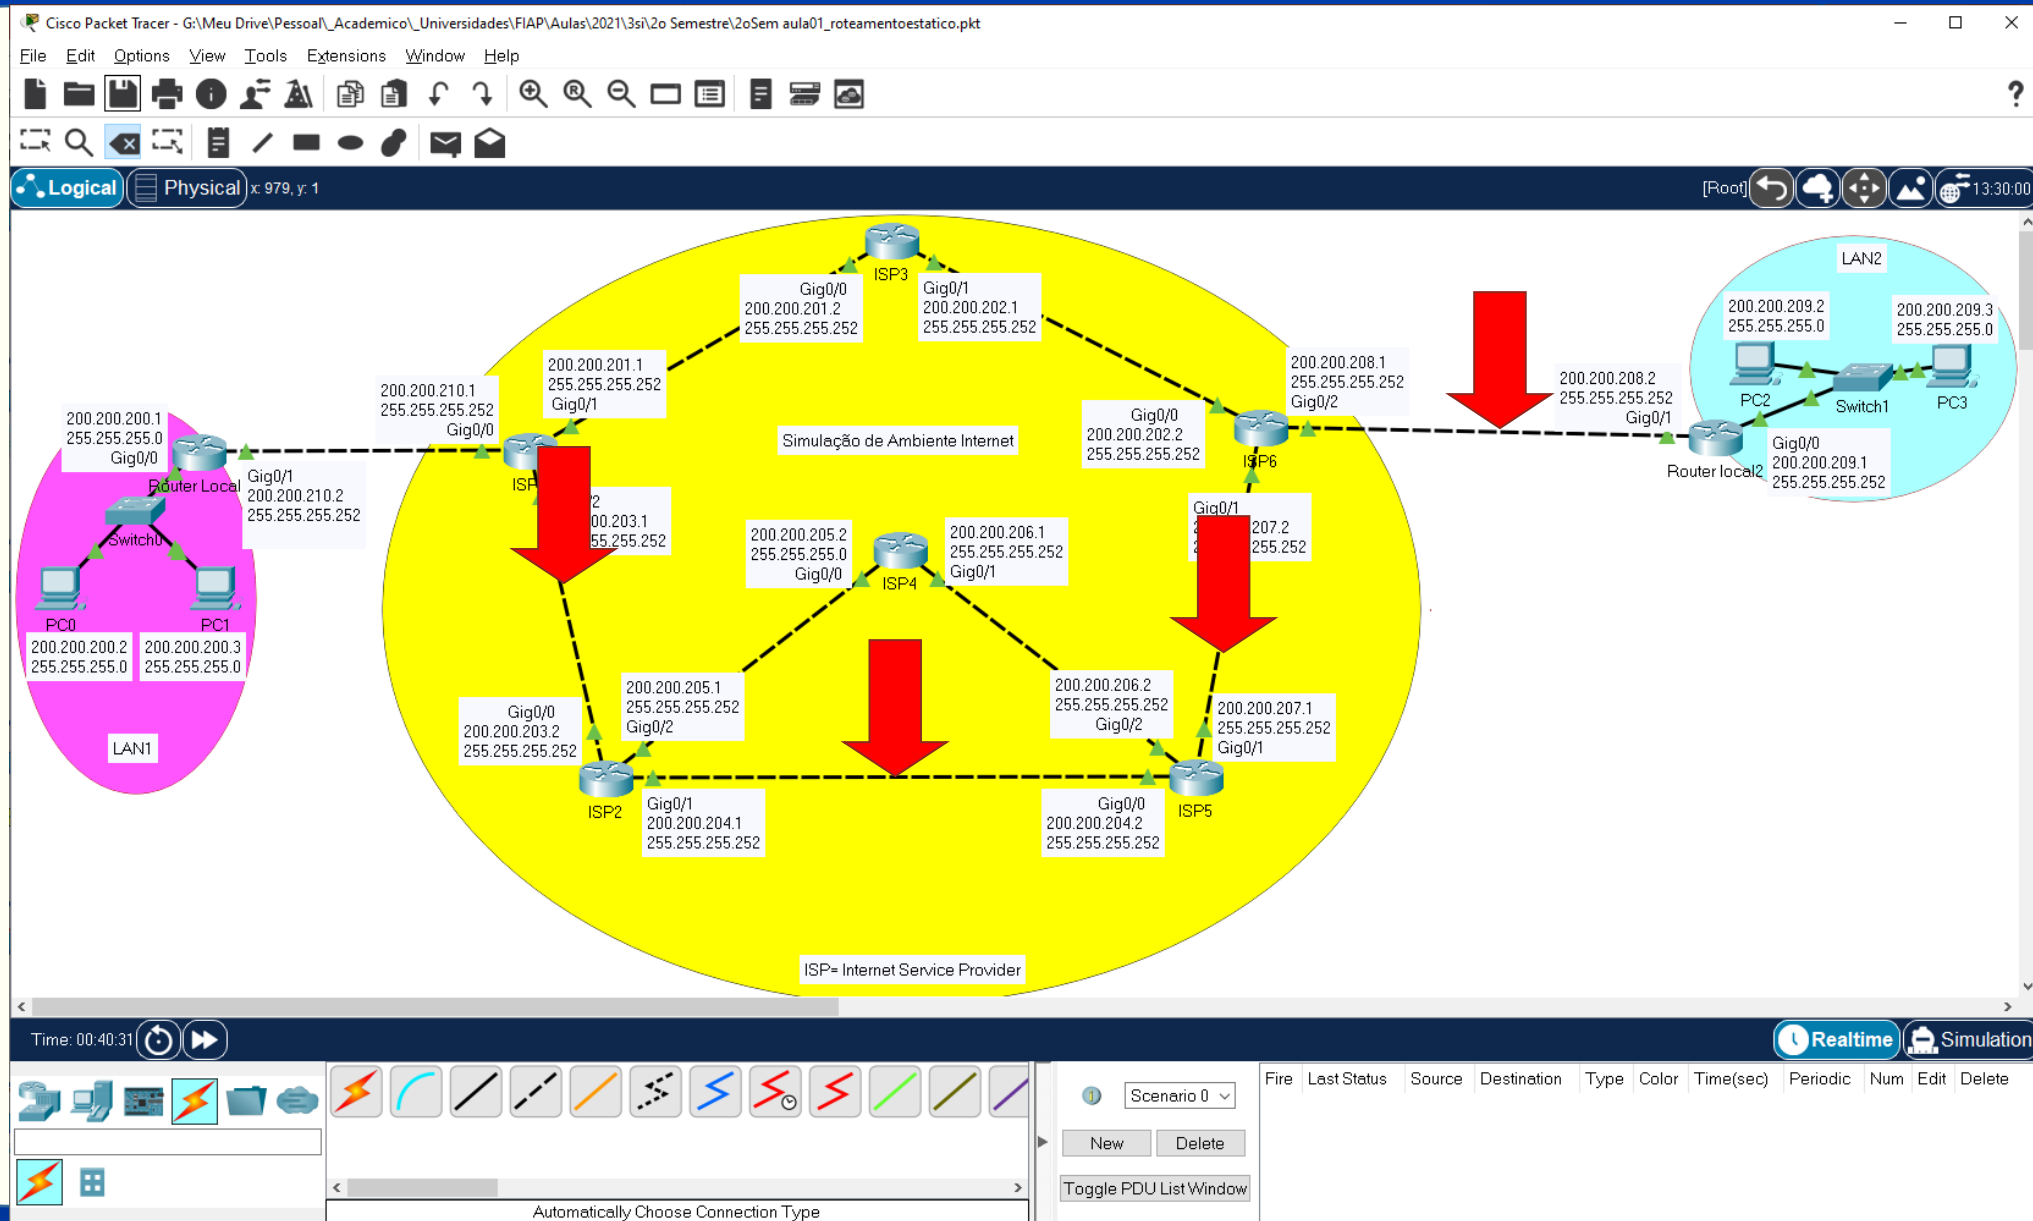 Cisco Packet Tracer - G:\Meu Drive\Pessoal\_Academico\_Universidades\FIAP\Aulas\2021\3si\2o Semestre\2oSem aula01_roteamentoestatico.pkt
File Edit Options View Tools Extensions Window Help
Logical Physical x: 979, y: 1
[Root] 13:30:00
ISP3
Gig0/0
200.200.201.2
255.255.255.252
Gig0/1
200.200.202.1
255.255.255.252
LAN2
200.200.209.2
255.255.255.0
200.200.209.3
255.255.255.0
PC2
Switch1
PC3
200.200.201.1
255.255.255.252
Gig0/1
200.200.210.1
255.255.255.252
Gig0/0
200.200.208.1
255.255.255.252
Gig0/2
200.200.208.2
255.255.255.252
Gig0/1
200.200.200.1
255.255.255.0
Gig0/0
Router Local
Gig0/1
200.200.210.2
255.255.255.252
Simulação de Ambiente Internet
Gig0/0
200.200.202.2
255.255.255.252
ISP6
Router local2
Gig0/0
200.200.209.1
255.255.255.252
Switch0
Gig0/1
207.2
255.252
200.200.205.2
255.255.255.0
Gig0/0
ISP4
200.200.206.1
255.255.255.252
Gig0/1
PC0
PC1
200.200.200.2
255.255.255.0
200.200.200.3
255.255.255.0
LAN1
Gig0/0
200.200.203.2
255.255.255.252
200.200.205.1
255.255.255.252
Gig0/2
200.200.206.2
255.255.255.252
Gig0/2
200.200.207.1
255.255.255.252
Gig0/1
ISP2
Gig0/1
200.200.204.1
255.255.255.252
Gig0/0
200.200.204.2
255.255.255.252
ISP5
ISP= Internet Service Provider
Time: 00:40:31
Realtime Simulation
Scenario 0
New Delete
Toggle PDU List Window
Fire Last Status Source Destination Type Color Time(sec) Periodic Num Edit Delete
Automatically Choose Connection Type